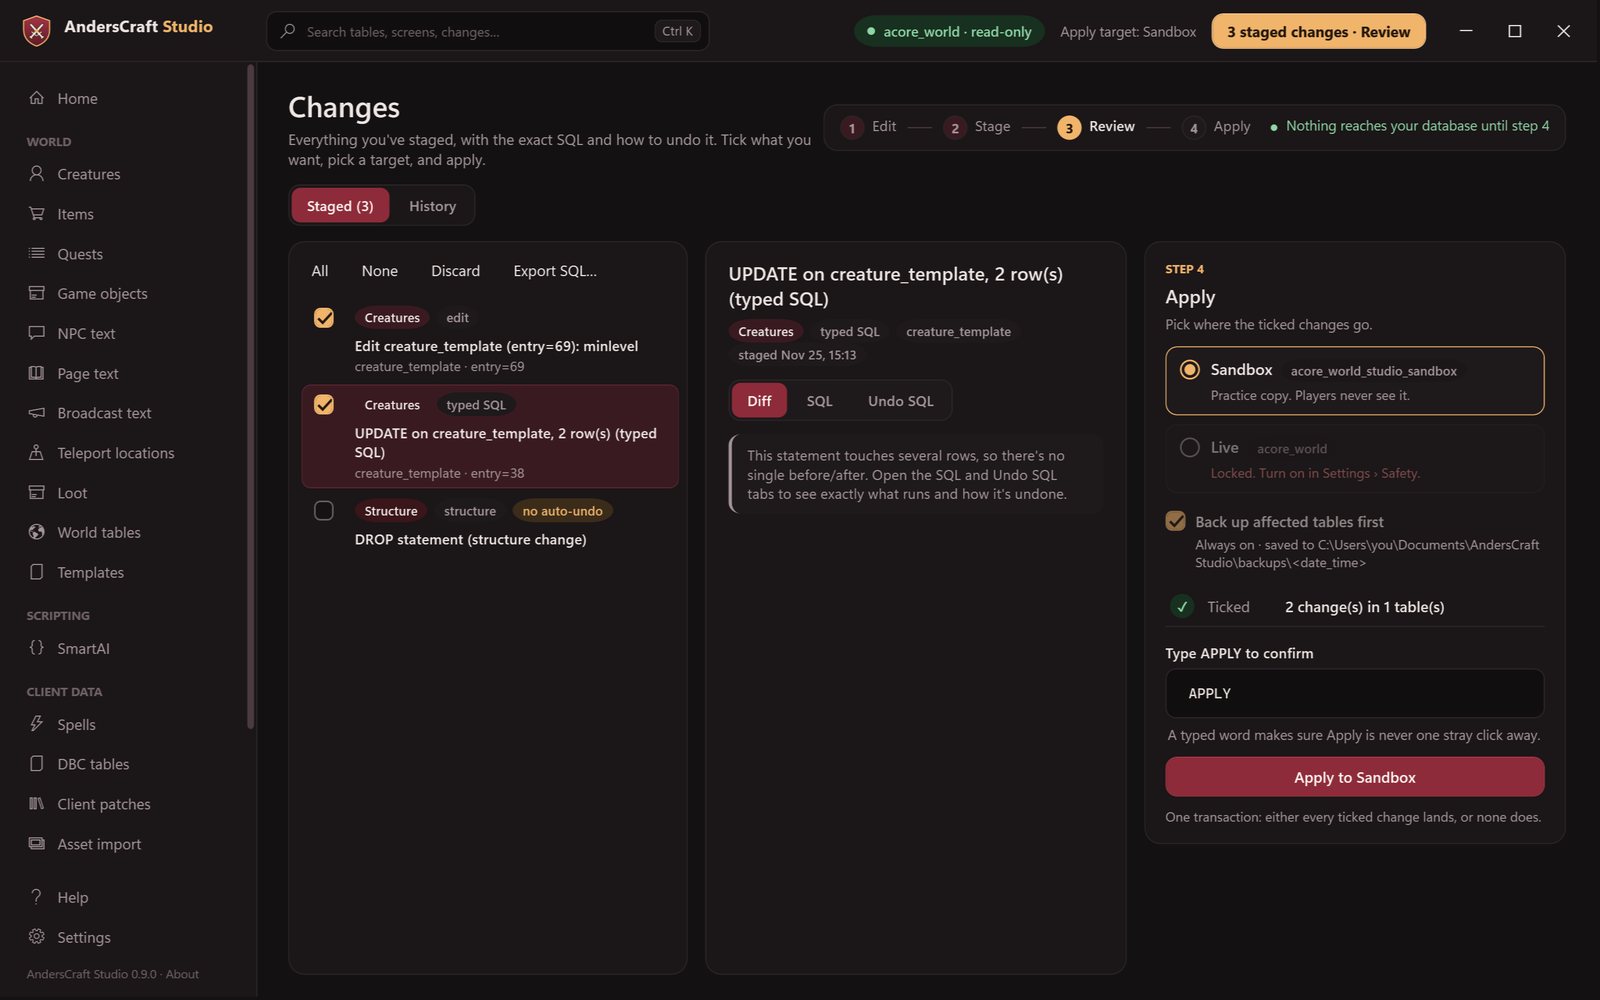 AndersCraft Studio
Search tables, screens, changes...
Ctrl K
acore_world · read-only
Apply target: Sandbox
3 staged changes · Review
Home
WORLD
Creatures
Items
Quests
Game objects
NPC text
Page text
Broadcast text
Teleport locations
Loot
World tables
Templates
SCRIPTING
SmartAI
CLIENT DATA
Spells
DBC tables
Client patches
Asset import
Help
Settings
AndersCraft Studio 0.9.0 · About
Changes
Everything you've staged, with the exact SQL and how to undo it. Tick what you
want, pick a target, and apply.
1 Edit
2 Stage
3 Review
4 Apply
Nothing reaches your database until step 4
Staged (3)
History
All
None
Discard
Export SQL...
Creatures edit
Edit creature_template (entry=69): minlevel
creature_template · entry=69
Creatures typed SQL
UPDATE on creature_template, 2 row(s) (typed
SQL)
creature_template · entry=38
Structure structure no auto-undo
DROP statement (structure change)
UPDATE on creature_template, 2 row(s)
(typed SQL)
Creatures typed SQL creature_template
staged Nov 25, 15:13
Diff
SQL
Undo SQL
This statement touches several rows, so there's no
single before/after. Open the SQL and Undo SQL
tabs to see exactly what runs and how it's undone.
STEP 4
Apply
Pick where the ticked changes go.
Sandbox acore_world_studio_sandbox
Practice copy. Players never see it.
Live acore_world
Locked. Turn on in Settings › Safety.
Back up affected tables first
Always on · saved to C:\Users\you\Documents\AndersCraft
Studio\backups\<date_time>
Ticked 2 change(s) in 1 table(s)
Type APPLY to confirm
APPLY
A typed word makes sure Apply is never one stray click away.
Apply to Sandbox
One transaction: either every ticked change lands, or none does.